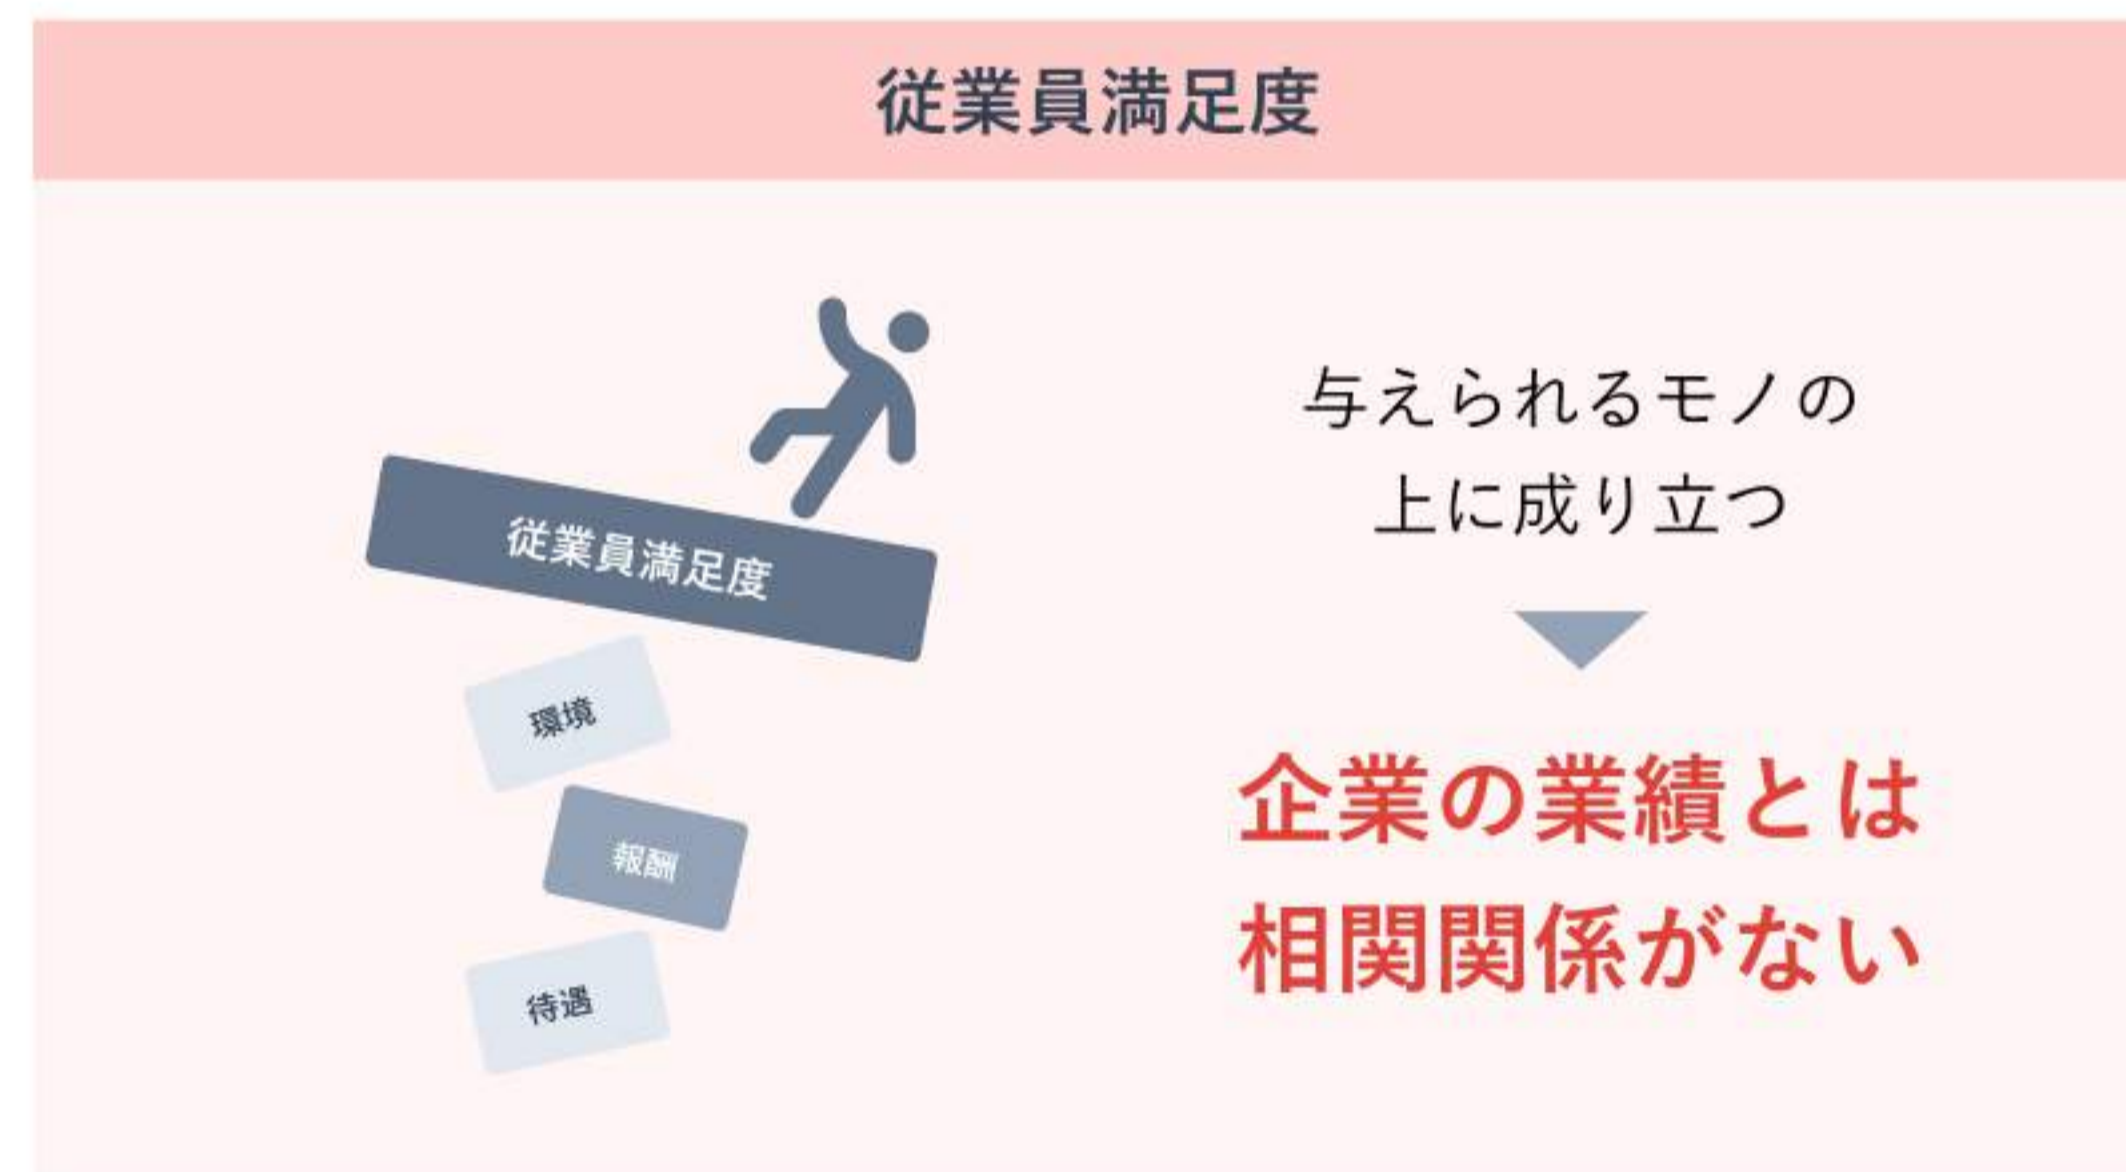 従業員満足度
与えられるモノの
上に成り立つ
従業員満足度
環境
報酬
待遇
企業の業績とは
相関関係がない